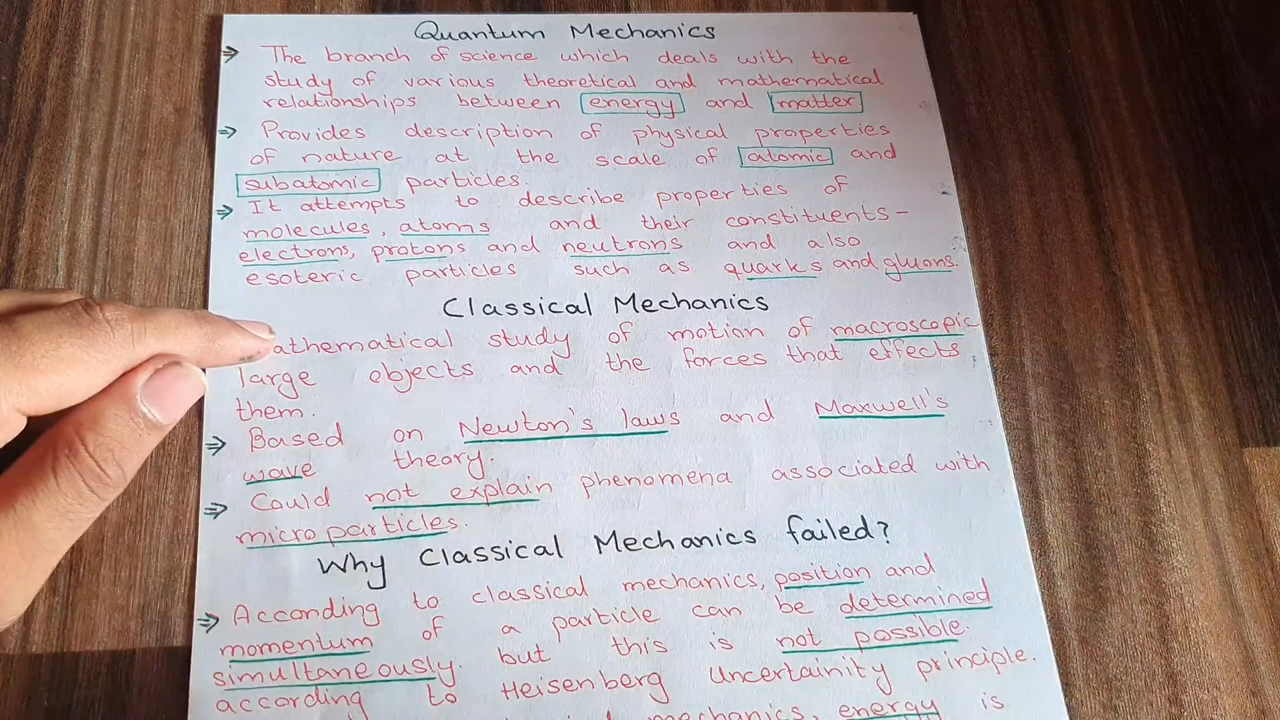 Quantum Mechanics
⇒ The branch of science which deals with the
study of various theoretical and mathematical
relationships between energy and matter
⇒ Provides description of physical properties
of nature at the scale of atomic and
subatomic particles.
⇒ It attempts to describe properties of
molecules, atoms and their constituents-
electrons, protons and neutrons and also
esoteric particles such as quarks and gluons.
Classical Mechanics
athematical study of motion of macroscopic
large objects and the forces that effects
them.
⇒ Based on Newton's laws and Maxwell's
wave theory.
⇒ Could not explain phenomena associated with
microparticles.
Why Classical Mechanics failed?
⇒ According to classical mechanics, position and
momentum of a particle can be determined
simultaneously. but this is not possible.
according to Heisenberg Uncertainity principle.
mechanics, energy is